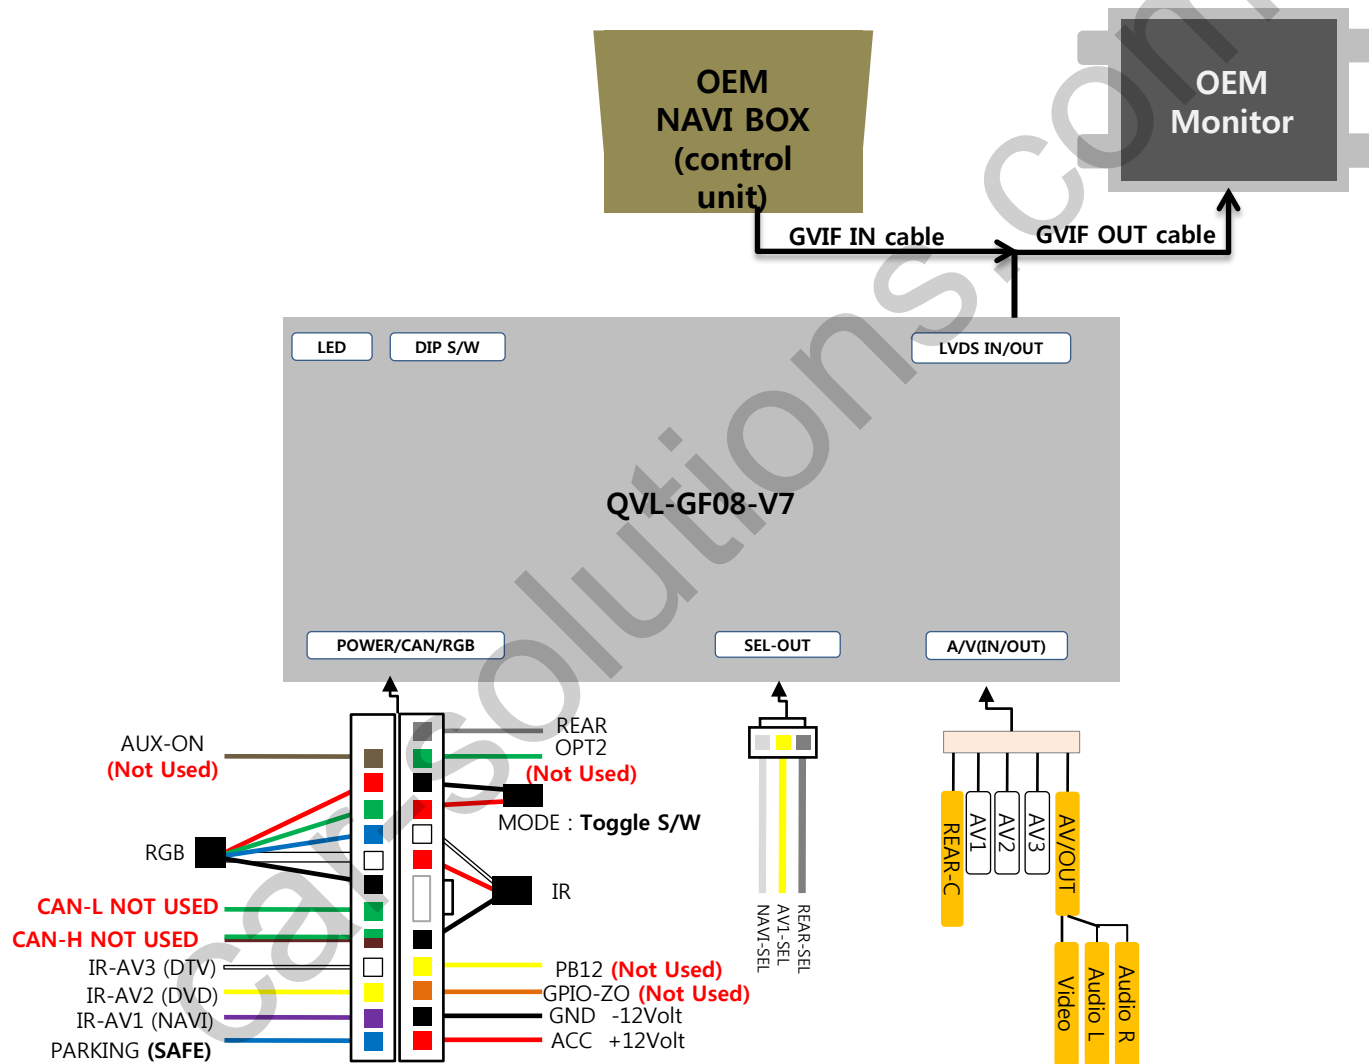 OEM
NAVI BOX
(control
unit)
OEM
Monitor
GVIF IN cable
GVIF OUT cable
LED
DIP S/W
LVDS IN/OUT
QVL-GF08-V7
POWER/CAN/RGB
SEL-OUT
A/V(IN/OUT)
AUX-ON
(Not Used)
RGB
CAN-L NOT USED
CAN-H NOT USED
IR-AV3 (DTV)
IR-AV2 (DVD)
IR-AV1 (NAVI)
PARKING (SAFE)
REAR
OPT2
(Not Used)
MODE : Toggle S/W
IR
PB12 (Not Used)
GPIO-ZO (Not Used)
GND -12Volt
ACC +12Volt
NAVI-SEL
AV1-SEL
REAR-SEL
REAR-C
AV1
AV2
AV3
AV/OUT
Video
Audio L
Audio R
car-solutions.com